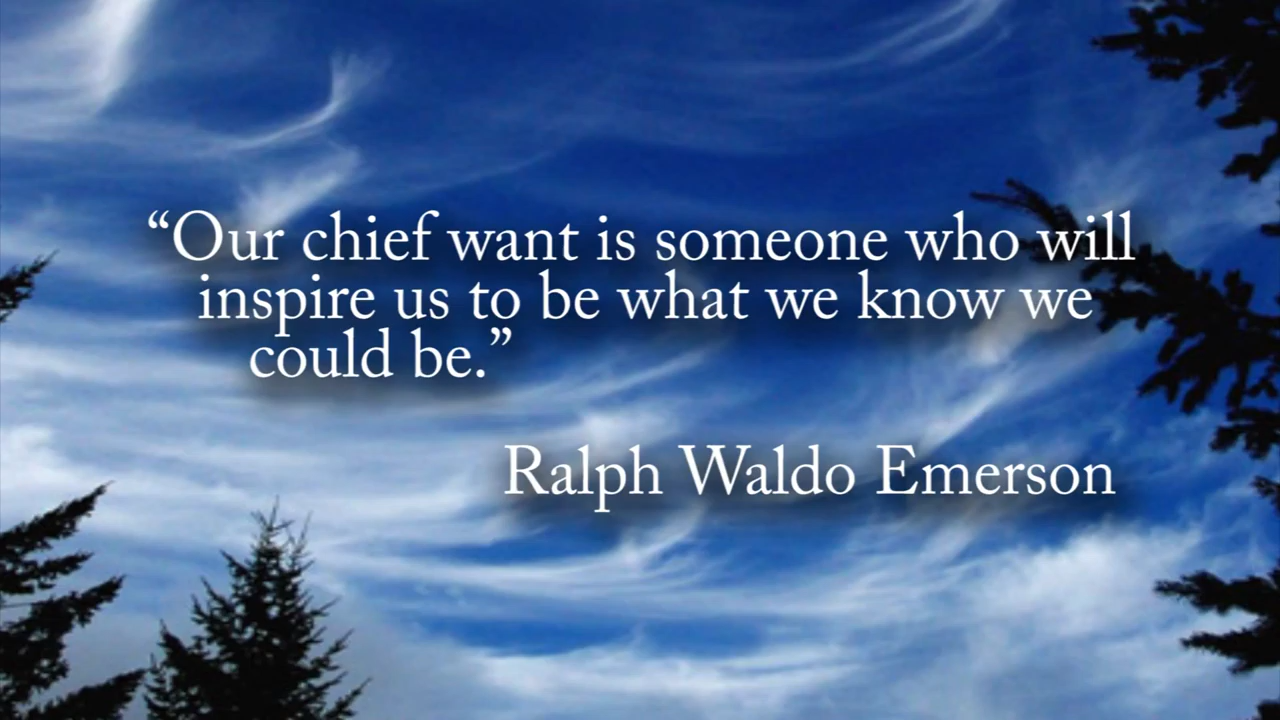 “Our chief want is someone who will
inspire us to be what we know we
could be.”
Ralph Waldo Emerson